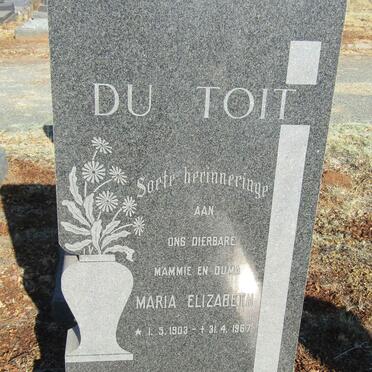 DU TOIT
Soete herinneringe
AAN
ONS DIERBARE
MAMMIE EN OUMA
MARIA ELIZABETH
* 1. 5. 1903 - + 31. 4. 1967